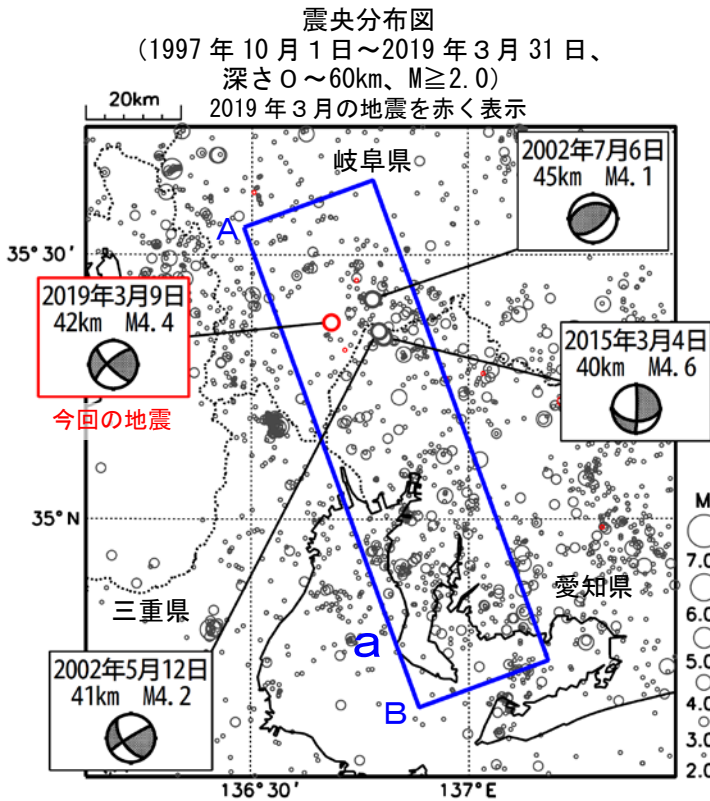 震央分布図
（1997年10月１日～2019年３月31日、
深さ０～60km、M≧2.0）
2019年３月の地震を赤く表示
20km
岐阜県
2002年7月6日
45km M4.1
A
35°30′
2019年3月9日
42km M4.4
今回の地震
2015年3月4日
40km M4.6
35°N
M
7.0
6.0
5.0
4.0
3.0
2.0
愛知県
三重県
a
2002年5月12日
41km M4.2
B
136°30′
137°E